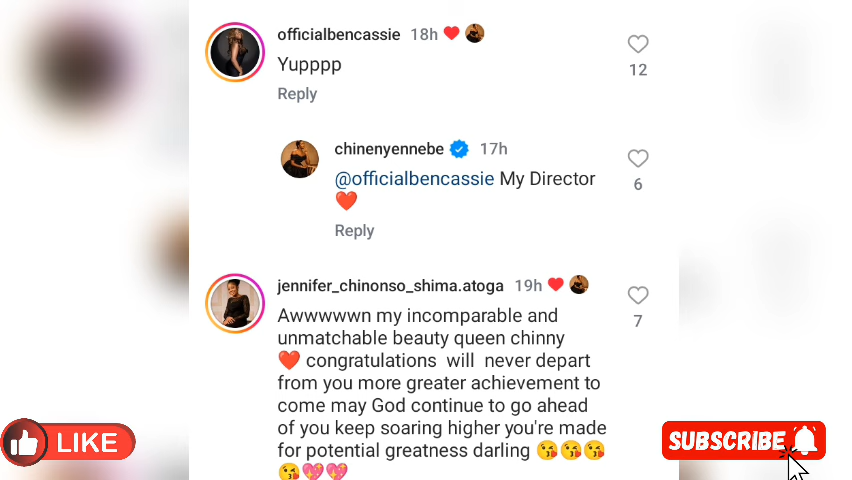 officialbencassie 18h ❤️
12
Yupppp
Reply
chinenyennebe 17h
6
@officialbencassie My Director
❤️
Reply
jennifer_chinonso_shima.atoga 19h ❤️
7
Awwwwwn my incomparable and
unmatchable beauty queen chinny
❤️ congratulations will never depart
from you more greater achievement to
come may God continue to go ahead
of you keep soaring higher you're made
for potential greatness darling 😘😘😘
😘💖💖
LIKE
SUBSCRIBE